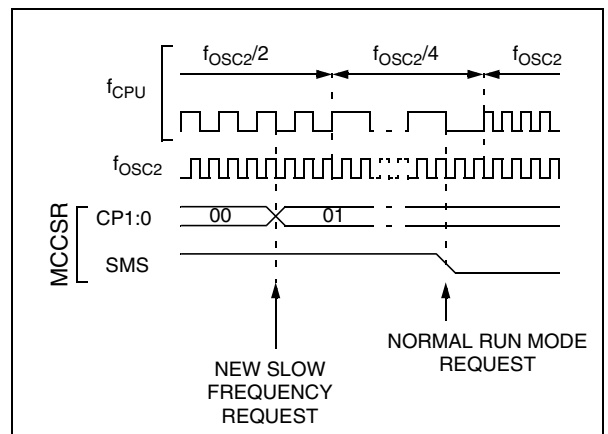 fOSC2/2 fOSC2/4 fOSC2
fCPU
fOSC2
MCCSR
CP1:0 00 01
SMS
NEW SLOW
FREQUENCY
REQUEST
NORMAL RUN MODE
REQUEST